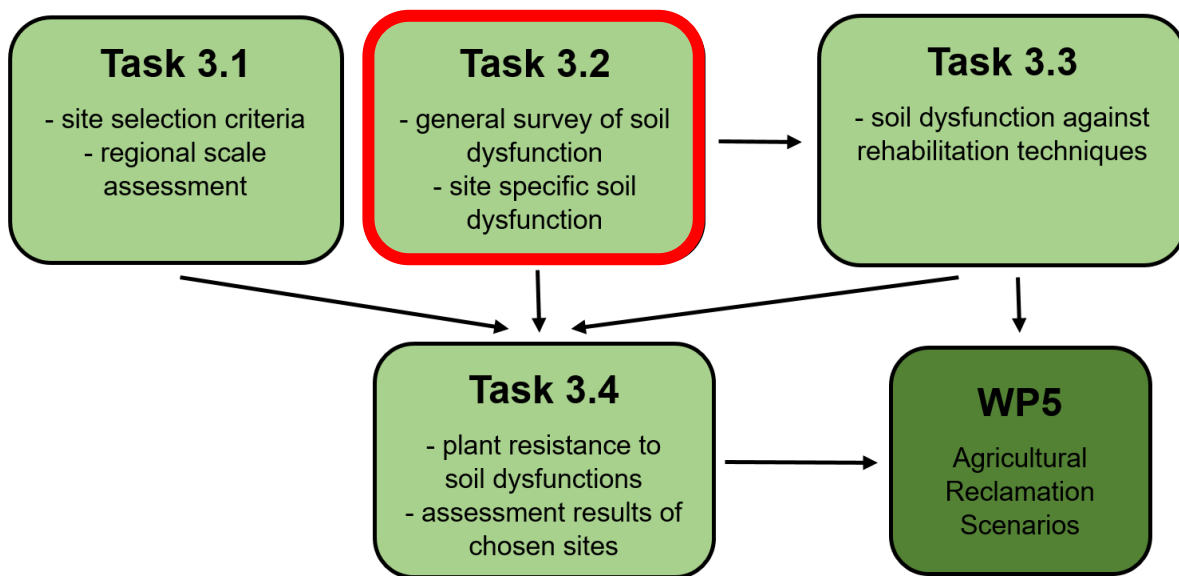 Task 3.1
- site selection criteria
- regional scale
assessment
Task 3.2
- general survey of soil
dysfunction
- site specific soil
dysfunction
Task 3.3
- soil dysfunction against
rehabilitation techniques
Task 3.4
- plant resistance to
soil dysfunctions
- assessment results of
chosen sites
WP5
Agricultural
Reclamation
Scenarios